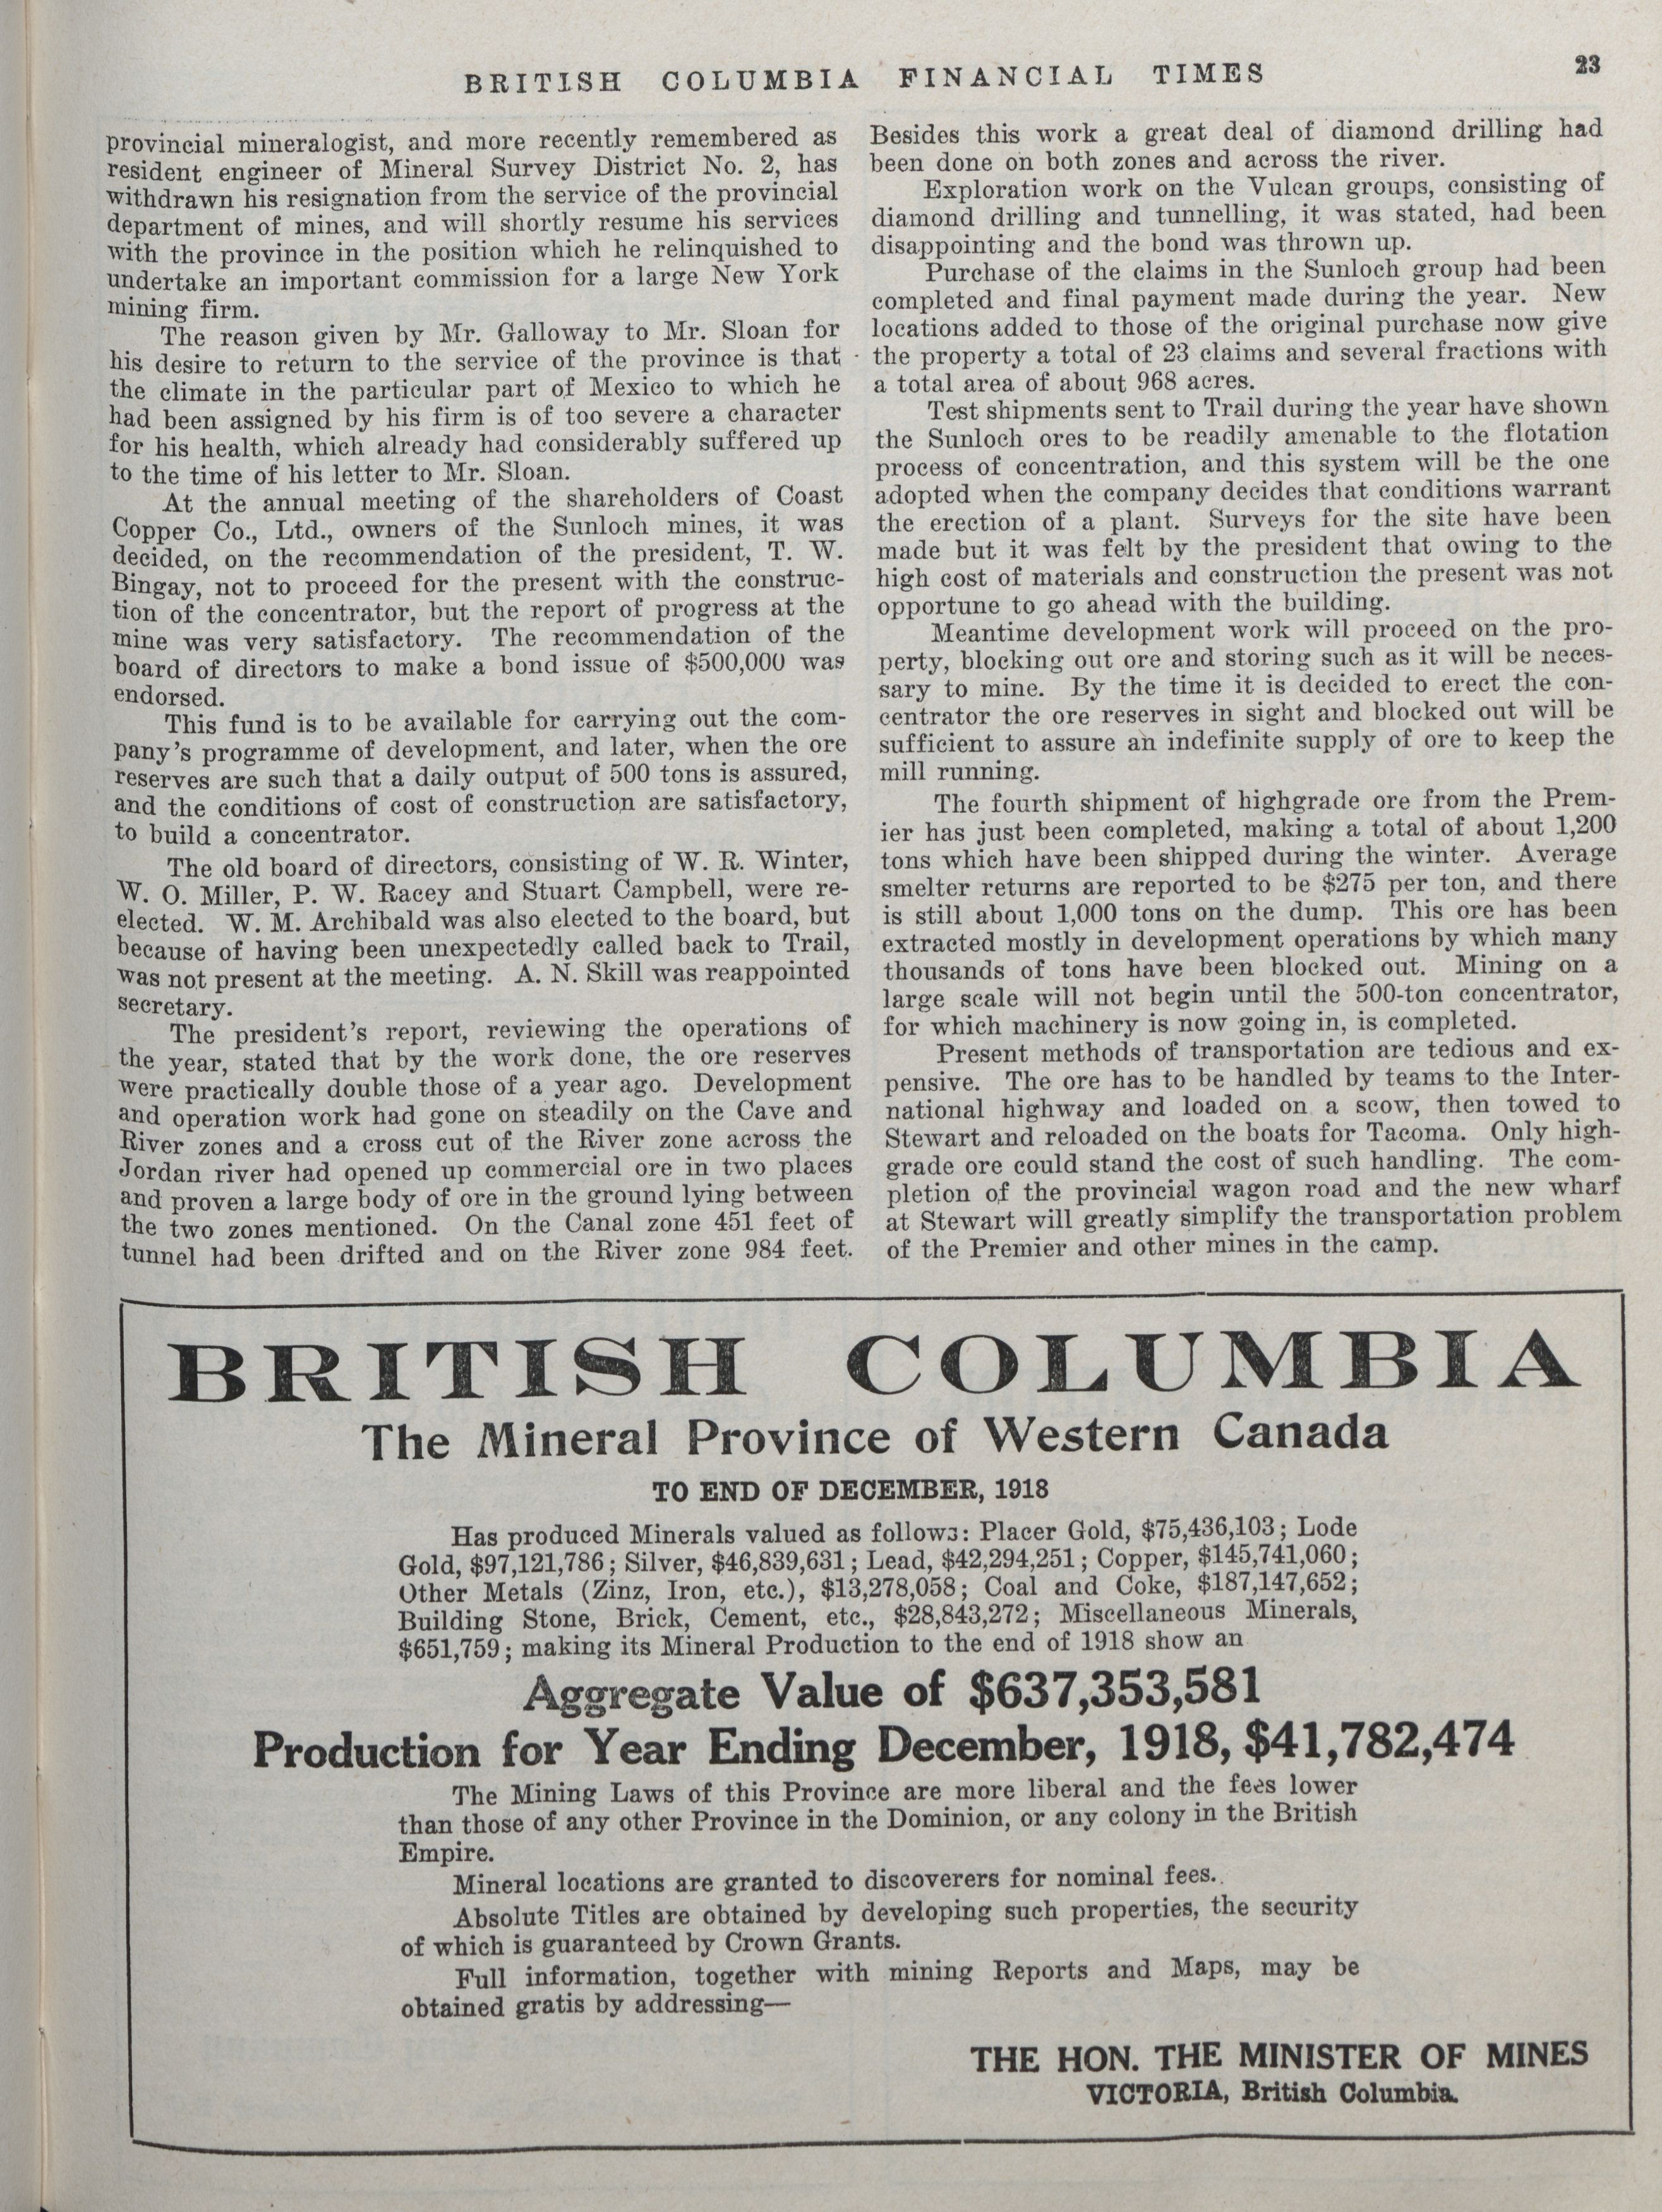 BRITISH COLUMBIA FINANCIAL TIMES
23
provincial mineralogist, and more recently remembered as
resident engineer of Mineral Survey District No. 2, has
withdrawn his resignation from the service of the provincial
department of mines, and will shortly resume his services
with the province in the position which he relinquished to
undertake an important commission for a large New York
mining firm.
The reason given by Mr. Galloway to Mr. Sloan for
his desire to return to the service of the province is that
the climate in the particular part of Mexico to which he
had been assigned by his firm is of too severe a character
for his health, which already had considerably suffered up
to the time of his letter to Mr. Sloan.
At the annual meeting of the shareholders of Coast
Copper Co., Ltd., owners of the Sunloch mines, it was
decided, on the recommendation of the president, T. W.
Bingay, not to proceed for the present with the construc-
tion of the concentrator, but the report of progress at the
mine was very satisfactory. The recommendation of the
board of directors to make a bond issue of $500,000 was
endorsed.
This fund is to be available for carrying out the com-
pany's programme of development, and later, when the ore
reserves are such that a daily output of 500 tons is assured,
and the conditions of cost of construction are satisfactory,
to build a concentrator.
The old board of directors, consisting of W. R. Winter,
W. O. Miller, P. W. Racey and Stuart Campbell, were re-
elected. W. M. Archibald was also elected to the board, but
because of having been unexpectedly called back to Trail,
was not present at the meeting. A. N. Skill was reappointed
secretary.
The president's report, reviewing the operations of
the year, stated that by the work done, the ore reserves
were practically double those of a year ago. Development
and operation work had gone on steadily on the Cave and
River zones and a cross cut of the River zone across the
Jordan river had opened up commercial ore in two places
and proven a large body of ore in the ground lying between
the two zones mentioned. On the Canal zone 451 feet of
tunnel had been drifted and on the River zone 984 feet.
Besides this work a great deal of diamond drilling had
been done on both zones and across the river.
Exploration work on the Vulcan groups, consisting of
diamond drilling and tunnelling, it was stated, had been
disappointing and the bond was thrown up.
Purchase of the claims in the Sunloch group had been
completed and final payment made during the year. New
locations added to those of the original purchase now give
the property a total of 23 claims and several fractions with
a total area of about 968 acres.
Test shipments sent to Trail during the year have shown
the Sunloch ores to be readily amenable to the flotation
process of concentration, and this system will be the one
adopted when the company decides that conditions warrant
the erection of a plant. Surveys for the site have been
made but it was felt by the president that owing to the
high cost of materials and construction the present was not
opportune to go ahead with the building.
Meantime development work will proceed on the pro-
perty, blocking out ore and storing such as it will be neces-
sary to mine. By the time it is decided to erect the con-
centrator the ore reserves in sight and blocked out will be
sufficient to assure an indefinite supply of ore to keep the
mill running.
The fourth shipment of highgrade ore from the Prem-
ier has just been completed, making a total of about 1,200
tons which have been shipped during the winter. Average
smelter returns are reported to be $275 per ton, and there
is still about 1,000 tons on the dump. This ore has been
extracted mostly in development operations by which many
thousands of tons have been blocked out. Mining on a
large scale will not begin until the 500-ton concentrator,
for which machinery is now going in, is completed.
Present methods of transportation are tedious and ex-
pensive. The ore has to be handled by teams to the Inter-
national highway and loaded on a scow, then towed to
Stewart and reloaded on the boats for Tacoma. Only high-
grade ore could stand the cost of such handling. The com-
pletion of the provincial wagon road and the new wharf
at Stewart will greatly simplify the transportation problem
of the Premier and other mines in the camp.
BRITISH COLUMBIA
The Mineral Province of Western Canada
TO END OF DECEMBER, 1918
Has produced Minerals valued as follows: Placer Gold, $75,436,103; Lode
Gold, $97,121,786; Silver, $46,839,631; Lead, $42,294,251; Copper, $145,741,060;
Other Metals (Zinz, Iron, etc.), $13,278,058; Coal and Coke, $187,147,652;
Building Stone, Brick, Cement, etc., $28,843,272; Miscellaneous Minerals,
$651,759; making its Mineral Production to the end of 1918 show an
Aggregate Value of $637,353,581
Production for Year Ending December, 1918, $41,782,474
The Mining Laws of this Province are more liberal and the fees lower
than those of any other Province in the Dominion, or any colony in the British
Empire.
Mineral locations are granted to discoverers for nominal fees.
Absolute Titles are obtained by developing such properties, the security
of which is guaranteed by Crown Grants.
Full information, together with mining Reports and Maps, may be
obtained gratis by addressing—
THE HON. THE MINISTER OF MINES
VICTORIA, British Columbia.